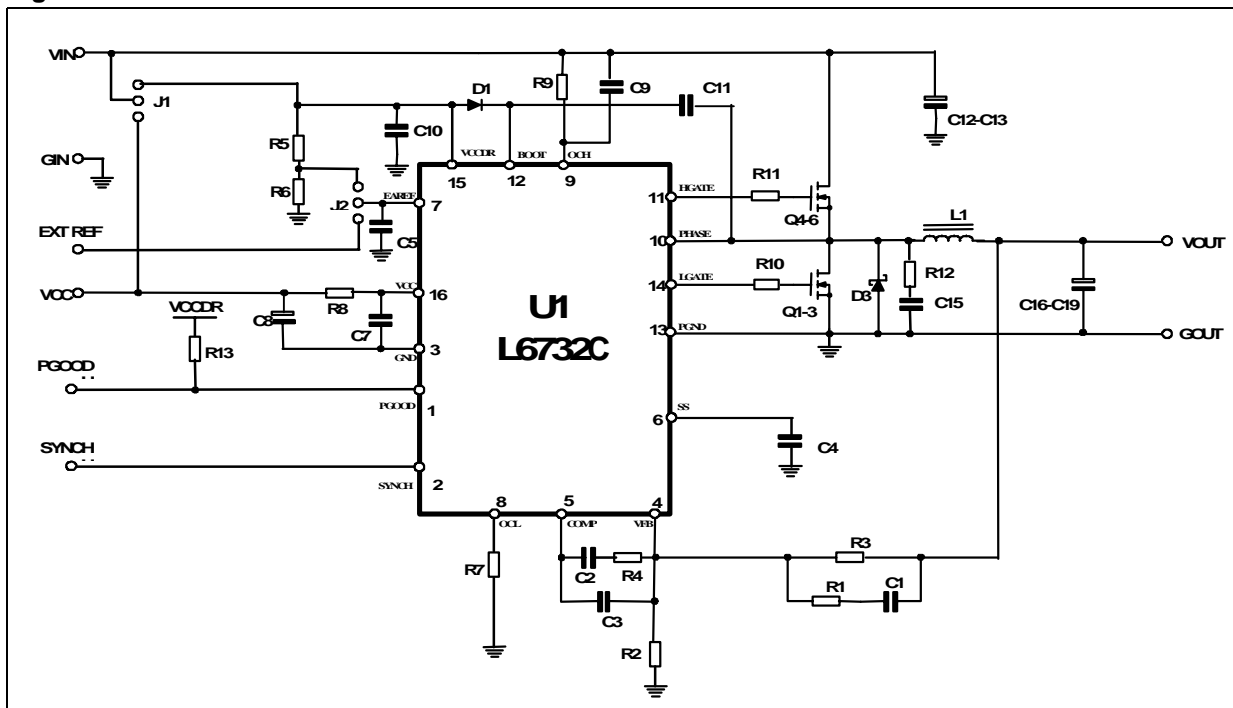 VIN
J1
R9
C9
D1
C11
C12-C13
C10
R5
VCCDR
BOOT
OCH
GIN
R6
15
12
9
J2
EAREF
7
C5
11
HGATE
R11
Q4-6
L1
EXT REF
10
PHASE
VOUT
R12
VCC
VCC
16
14
LGATE
R10
D3
C15
C16-C19
VCCDR
C8
R8
C7
U1
Q1-3
R13
3
GND
L6732C
13
PGND
GOUT
PGOOD
PGOOD
1
6
SS
C4
SYNCH
SYNCH
2
8
5
4
OCL
COMP
VFB
R7
C2
R4
R3
R1
C1
C3
R2